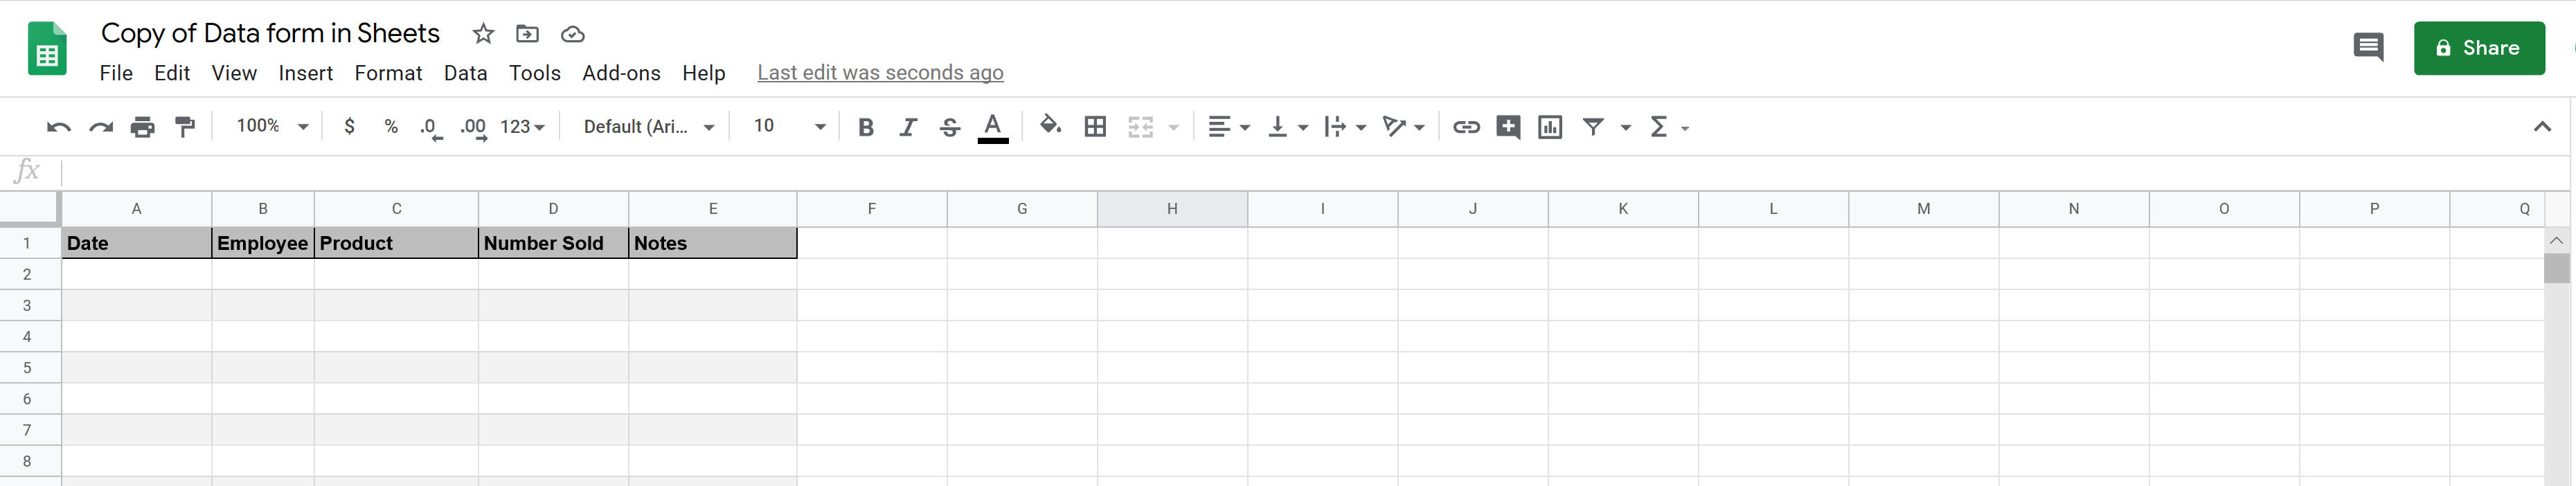 Copy of Data form in Sheets
File Edit View Insert Format Data Tools Add-ons Help Last edit was seconds ago
Share
100% $ % .0 .00 123 Default (Ari... 10 B I S A Σ
fx
A B C D E F G H I J K L M N O P Q
1 Date Employee Product Number Sold Notes
2
3
4
5
6
7
8